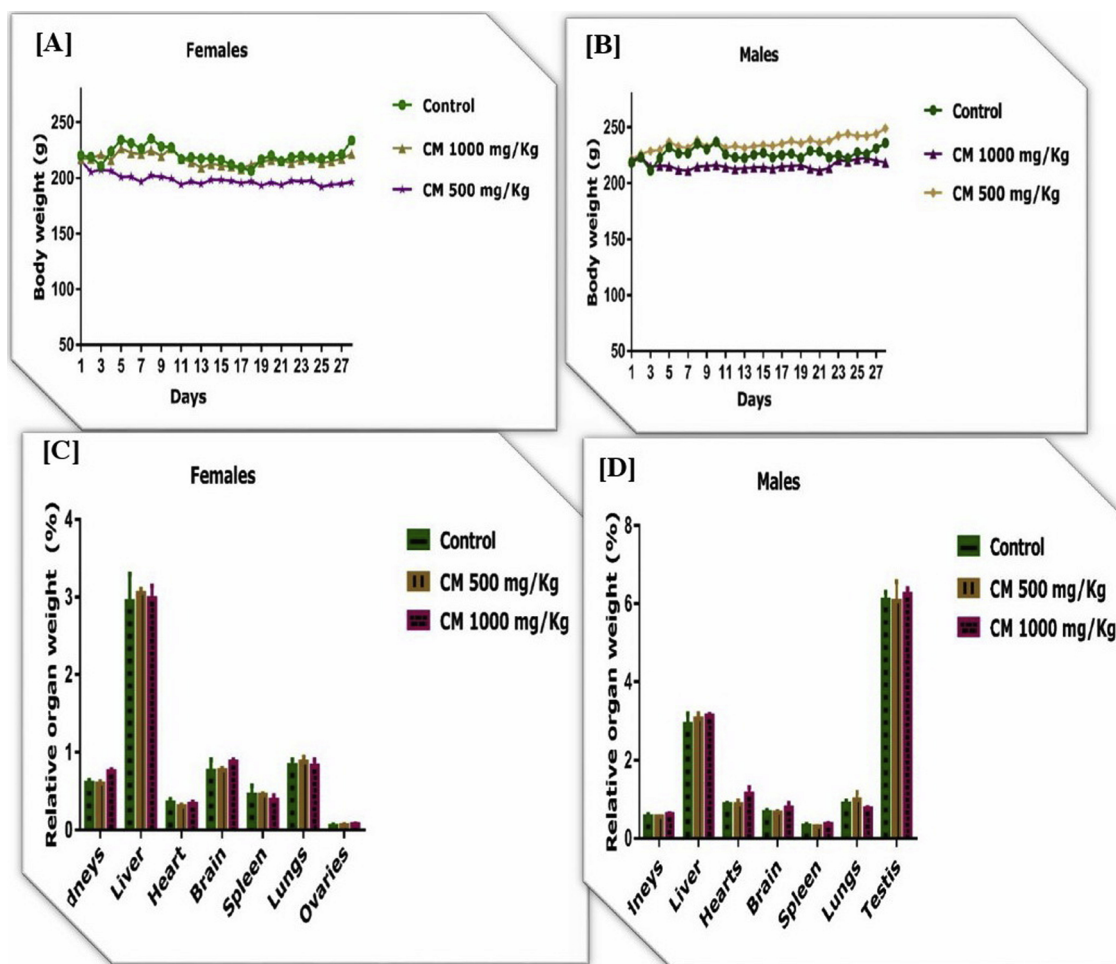 [A]
Females
Body weight (g)
250
200
150
100
50
1 3 5 7 9 11 13 15 17 19 21 23 25 27
Days
Control
CM 1000 mg/Kg
CM 500 mg/Kg
[B]
Males
Body weight (g)
250
200
150
100
50
1 3 5 7 9 11 13 15 17 19 21 23 25 27
Days
Control
CM 1000 mg/Kg
CM 500 mg/Kg
[C]
Females
Relative organ weight (%)
4
3
2
1
0
dneys
Liver
Heart
Brain
Spleen
Lungs
Ovaries
Control
CM 500 mg/Kg
CM 1000 mg/Kg
[D]
Males
Relative organ weight (%)
8
6
4
2
0
dneys
Liver
Hearts
Brain
Spleen
Lungs
Testis
Control
CM 500 mg/Kg
CM 1000 mg/Kg